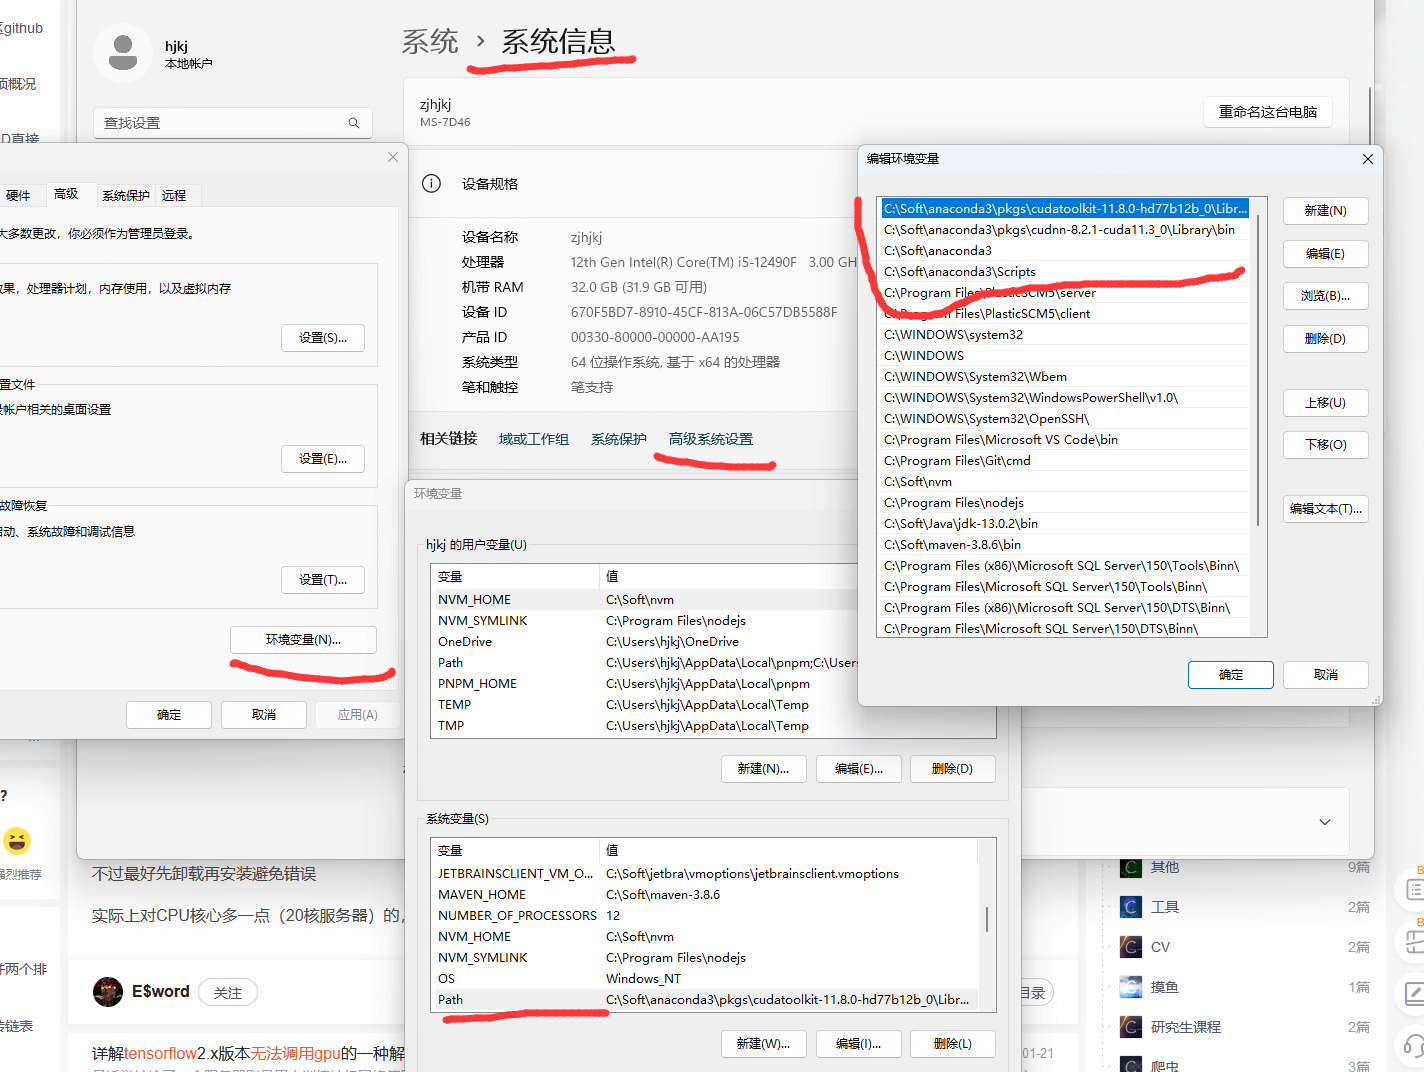 github
hjkj
本地帐户
系统 › 系统信息
项概况
查找设置
zjhjkj
MS-7D46
重命名这台电脑
D直接
设备规格
设备名称 zjhjkj
处理器 12th Gen Intel(R) Core(TM) i5-12490F 3.00 GH
机带 RAM 32.0 GB (31.9 GB 可用)
设备 ID 670F5BD7-8910-45CF-813A-06C57DB5588F
产品 ID 00330-80000-00000-AA195
系统类型 64 位操作系统, 基于 x64 的处理器
笔和触控 笔支持
相关链接 域或工作组 系统保护 高级系统设置
硬件 高级 系统保护 远程
大多数更改，你必须作为管理员登录。
效果，处理器计划，内存使用，以及虚拟内存
设置(S)...
置文件
帐户相关的桌面设置
设置(E)...
故障恢复
启动、系统故障和调试信息
设置(T)...
环境变量(N)...
确定 取消 应用(A)
编辑环境变量
C:\Soft\anaconda3\pkgs\cudatoolkit-11.8.0-hd77b12b_0\Libr...
C:\Soft\anaconda3\pkgs\cudnn-8.2.1-cuda11.3_0\Library\bin
C:\Soft\anaconda3
C:\Soft\anaconda3\Scripts
C:\Program Files\PlasticSCM5\server
C:\Program Files\PlasticSCM5\client
C:\WINDOWS\system32
C:\WINDOWS
C:\WINDOWS\System32\Wbem
C:\WINDOWS\System32\WindowsPowerShell\v1.0\
C:\WINDOWS\System32\OpenSSH\
C:\Program Files\Microsoft VS Code\bin
C:\Program Files\Git\cmd
C:\Soft\nvm
C:\Program Files\nodejs
C:\Soft\Java\jdk-13.0.2\bin
C:\Soft\maven-3.8.6\bin
C:\Program Files (x86)\Microsoft SQL Server\150\Tools\Binn\
C:\Program Files\Microsoft SQL Server\150\Tools\Binn\
C:\Program Files (x86)\Microsoft SQL Server\150\DTS\Binn\
C:\Program Files\Microsoft SQL Server\150\DTS\Binn\
新建(N)
编辑(E)
浏览(B)...
删除(D)
上移(U)
下移(O)
编辑文本(T)...
确定 取消
环境变量
hjkj 的用户变量(U)
变量 值
NVM_HOME C:\Soft\nvm
NVM_SYMLINK C:\Program Files\nodejs
OneDrive C:\Users\hjkj\OneDrive
Path C:\Users\hjkj\AppData\Local\pnpm;C:\Users
PNPM_HOME C:\Users\hjkj\AppData\Local\pnpm
TEMP C:\Users\hjkj\AppData\Local\Temp
TMP C:\Users\hjkj\AppData\Local\Temp
新建(N)... 编辑(E)... 删除(D)
系统变量(S)
变量 值
JETBRAINSCLIENT_VM_O... C:\Soft\jetbra\vmoptions\jetbrainsclient.vmoptions
MAVEN_HOME C:\Soft\maven-3.8.6
NUMBER_OF_PROCESSORS 12
NVM_HOME C:\Soft\nvm
NVM_SYMLINK C:\Program Files\nodejs
OS Windows_NT
Path C:\Soft\anaconda3\pkgs\cudatoolkit-11.8.0-hd77b12b_0\Libr...
新建(W)... 编辑(I)... 删除(L)
?
强烈推荐
不过最好先卸载再安装避免错误
实际上对CPU核心多一点（20核服务器）的，
并两个排
E$word 关注
目录
转链表
详解tensorflow2.x版本无法调用gpu的一种解
01-21
其他 9篇
工具 2篇
CV 2篇
摸鱼 1篇
研究生课程 2篇
爬虫 3篇